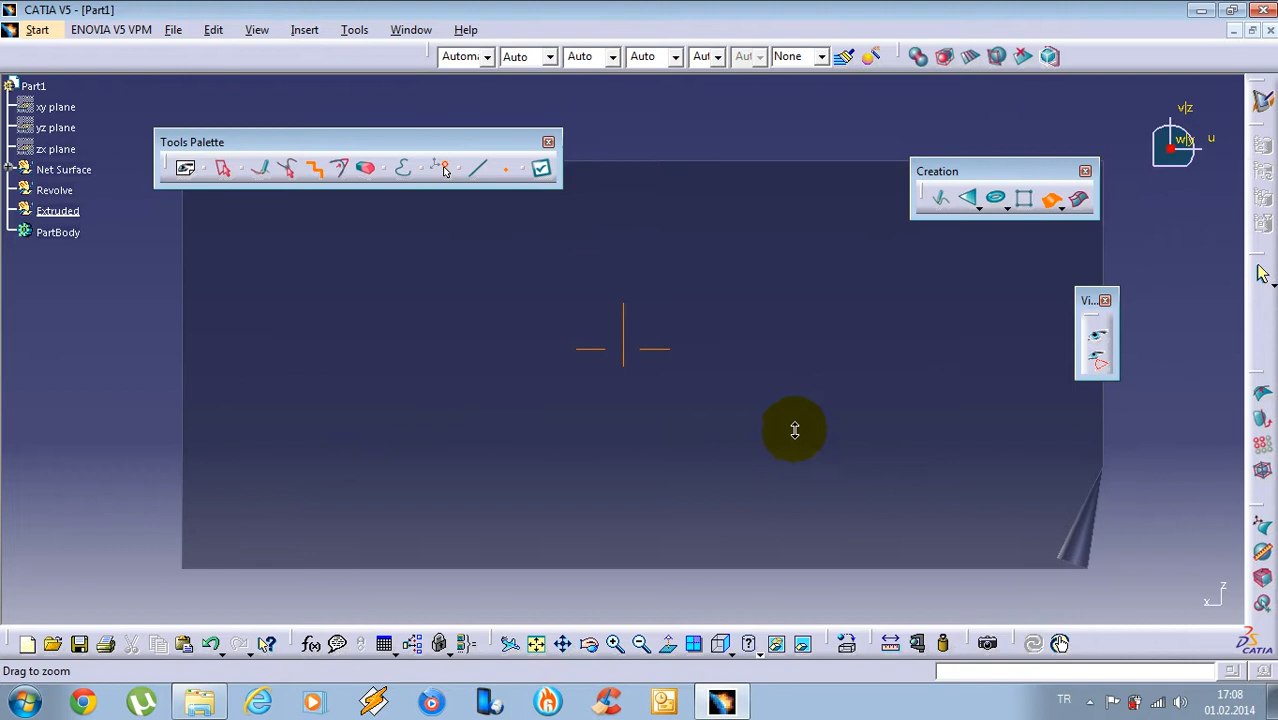 CATIA V5 - [Part1]
Start ENOVIA V5 VPM File Edit View Insert Tools Window Help
Auto Auto Auto Aut Aut None
Part1
xy plane
yz plane
zx plane
Net Surface
Revolve
Extruded
PartBody
Tools Palette
Creation
Vi...
v|z
u
w|y
z
x
f(x)
CATIA
Drag to zoom
TR 17:08
01.02.2014